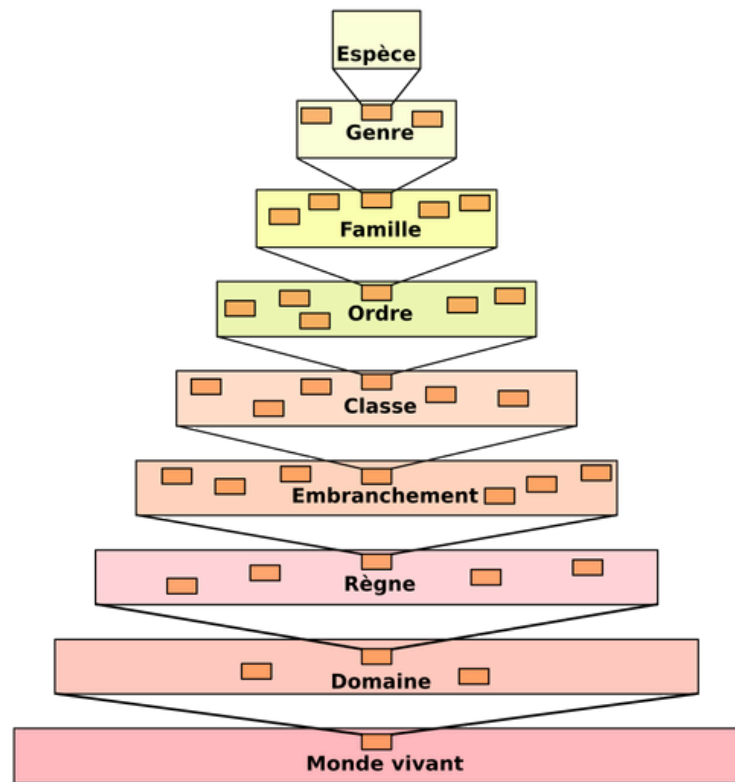 Espèce
Genre
Famille
Ordre
Classe
Embranchement
Règne
Domaine
Monde vivant